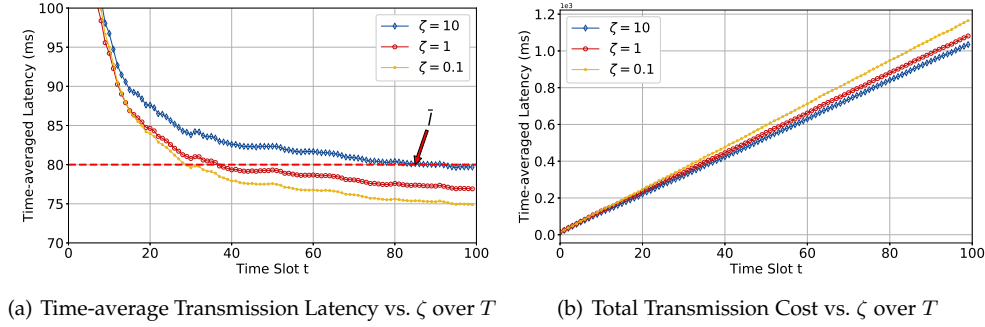 100
95
90
85
80
75
70
0 20 40 60 80 100
Time-averaged Latency (ms)
Time Slot t
ζ = 10
ζ = 1
ζ = 0.1
l̄
(a) Time-average Transmission Latency vs. ζ over T
1e3
1.2
1.0
0.8
0.6
0.4
0.2
0.0
0 20 40 60 80 100
Time-averaged Latency (ms)
Time Slot t
ζ = 10
ζ = 1
ζ = 0.1
(b) Total Transmission Cost vs. ζ over T